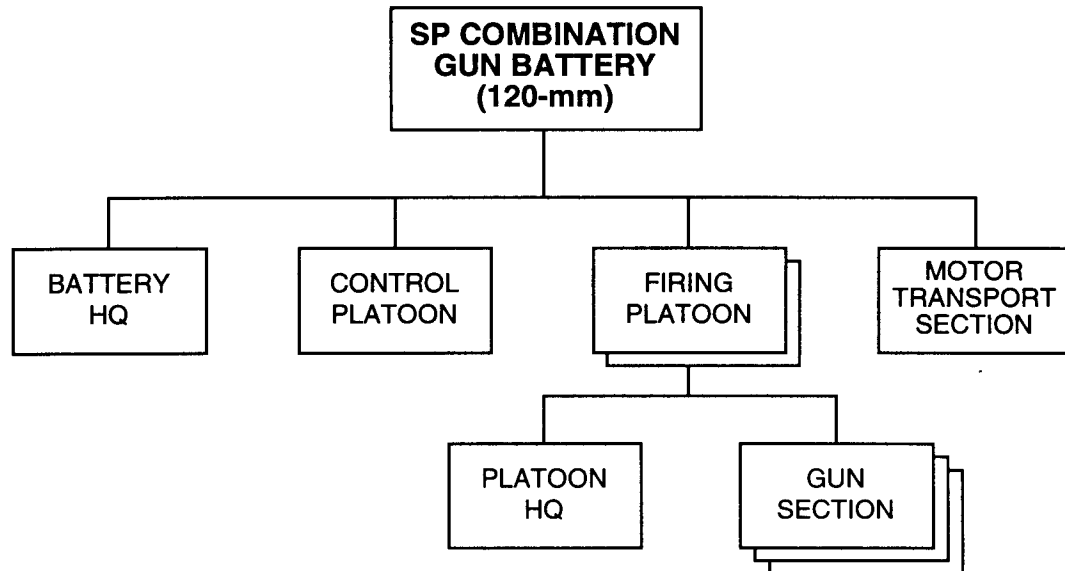 SP COMBINATION
GUN BATTERY
(120-mm)
BATTERY
HQ
CONTROL
PLATOON
FIRING
PLATOON
MOTOR
TRANSPORT
SECTION
PLATOON
HQ
GUN
SECTION